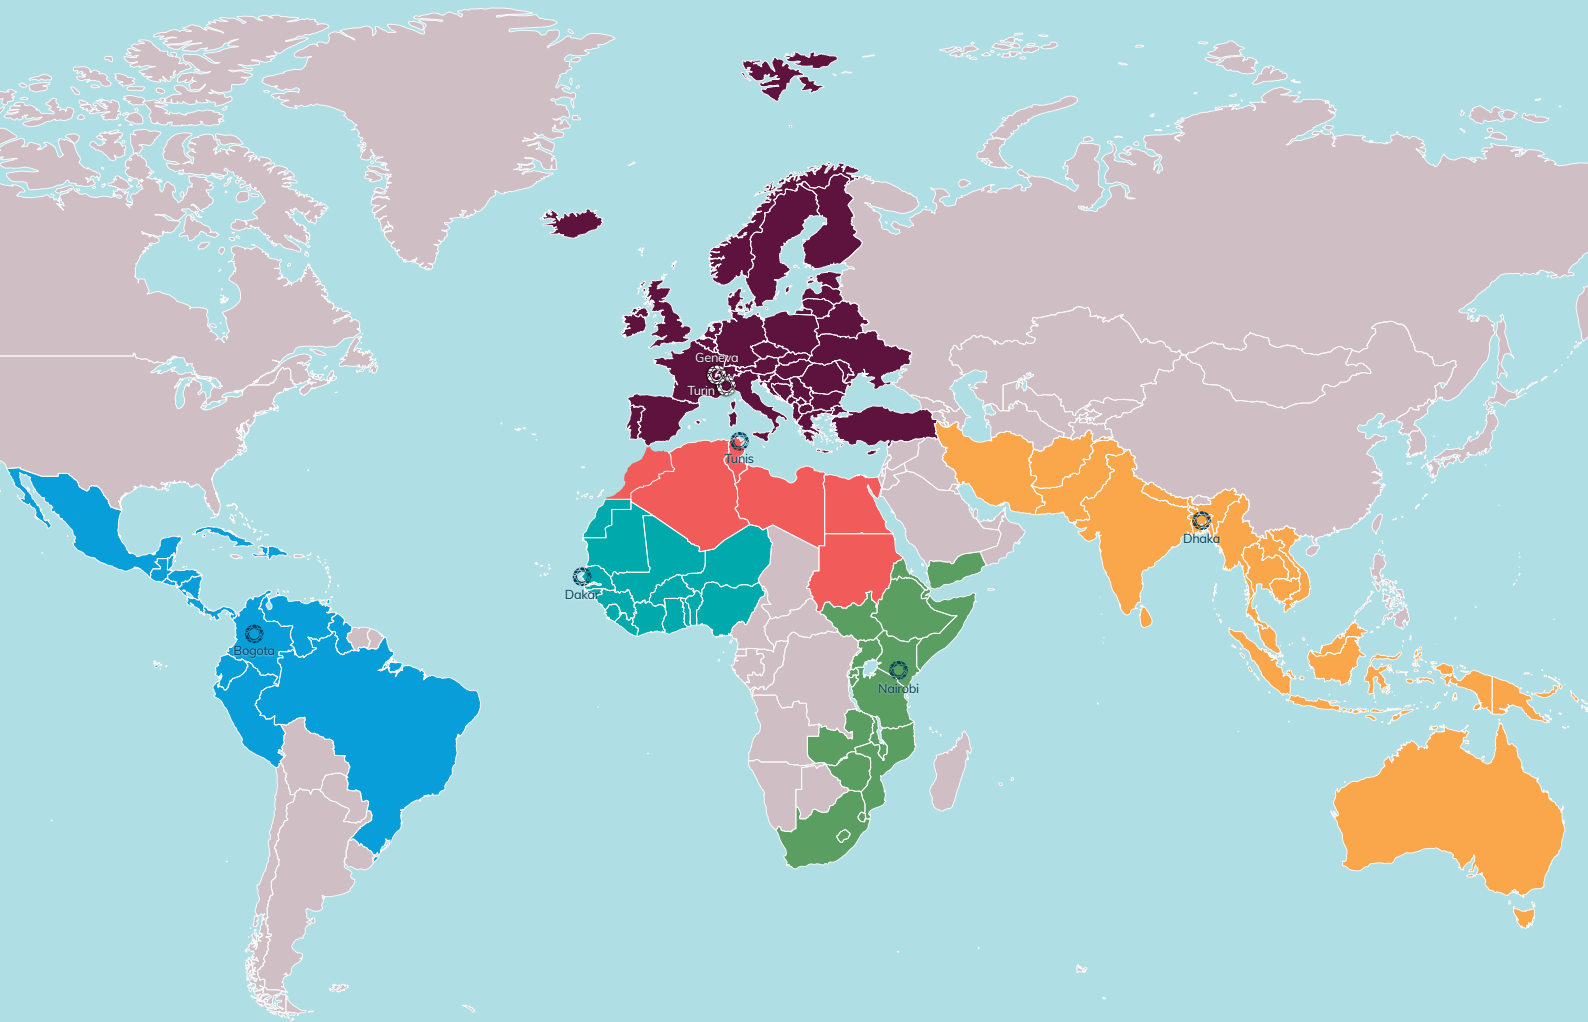 Geneva
Turin
Tunis
Dhaka
Dakar
Bogota
Nairobi